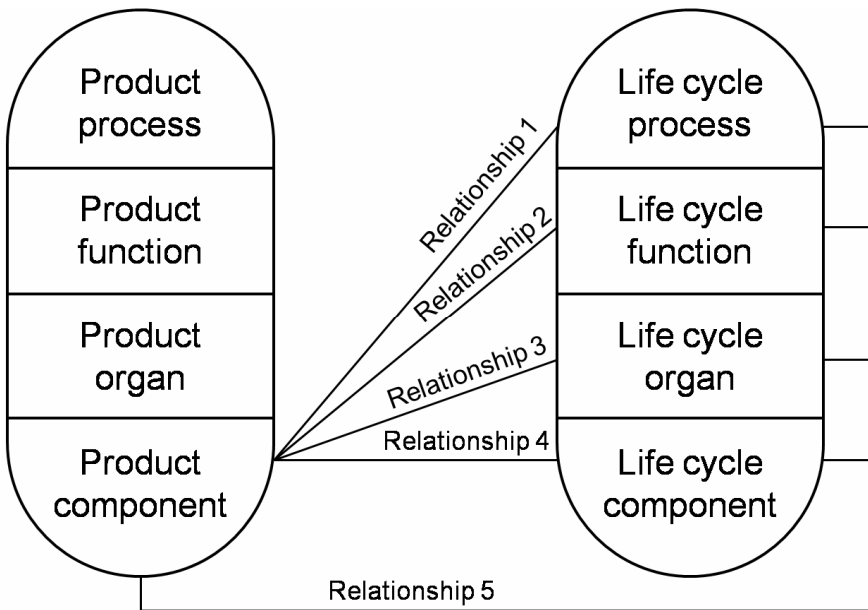 Product
process
Product
function
Product
organ
Product
component
Relationship 1
Relationship 2
Relationship 3
Relationship 4
Life cycle
process
Life cycle
function
Life cycle
organ
Life cycle
component
Relationship 5